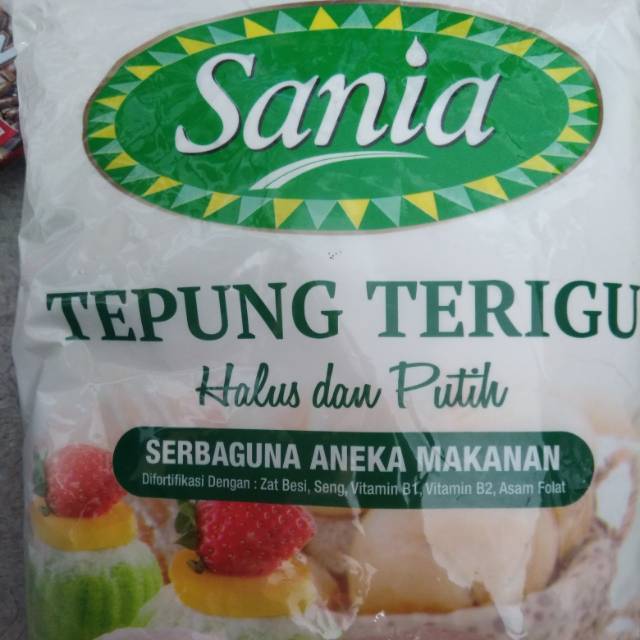 Sania
TEPUNG TERIGU
Halus dan Putih
SERBAGUNA ANEKA MAKANAN
Difortifikasi Dengan : Zat Besi, Seng, Vitamin B1, Vitamin B2, Asam Folat